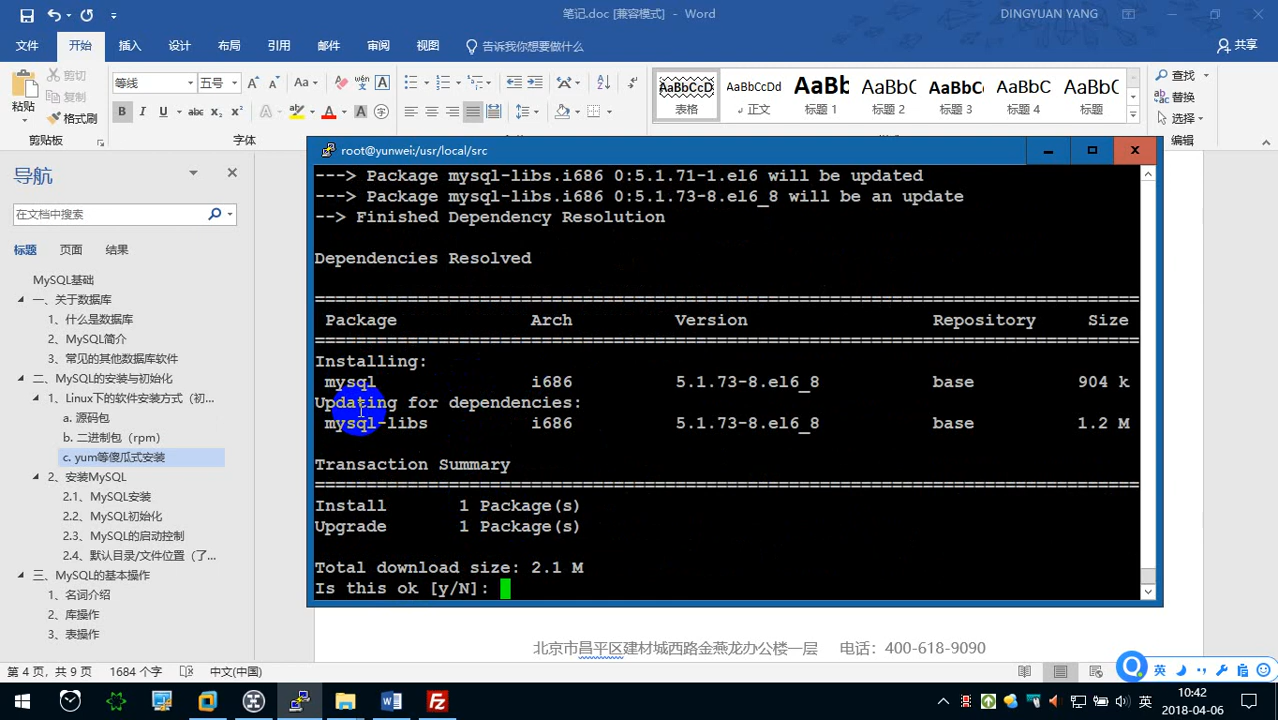 笔记.doc [兼容模式] - Word
DINGYUAN YANG
文件 开始 插入 设计 布局 引用 邮件 审阅 视图 告诉我你想要做什么 共享
剪切
复制
格式刷
粘贴
剪贴板
等线 五号
字体
AaBbCcD AaBbCcDd AaBb AaBbC AaBbC AaBbC AaBbC
表格 正文 标题 1 标题 2 标题 3 标题 4 标题
查找
替换
选择
编辑
导航
在文档中搜索
标题 页面 结果
MySQL基础
一、关于数据库
1、什么是数据库
2、MySQL简介
3、常见的其他数据库软件
二、MySQL的安装与初始化
1、Linux下的软件安装方式（初...
a. 源码包
b. 二进制包（rpm）
c. yum等傻瓜式安装
2、安装MySQL
2.1、MySQL安装
2.2、MySQL初始化
2.3、MySQL的启动控制
2.4、默认目录/文件位置（了...
三、MySQL的基本操作
1、名词介绍
2、库操作
3、表操作
root@yunwei:/usr/local/src
---> Package mysql-libs.i686 0:5.1.71-1.el6 will be updated
---> Package mysql-libs.i686 0:5.1.73-8.el6_8 will be an update
--> Finished Dependency Resolution
Dependencies Resolved
================================================================================
Package Arch Version Repository Size
================================================================================
Installing:
mysql i686 5.1.73-8.el6_8 base 904 k
Updating for dependencies:
mysql-libs i686 5.1.73-8.el6_8 base 1.2 M
Transaction Summary
================================================================================
Install 1 Package(s)
Upgrade 1 Package(s)
Total download size: 2.1 M
Is this ok [y/N]:
北京市昌平区建材城西路金燕龙办公楼一层 电话：400-618-9090
第 4 页，共 9 页 1684 个字 中文(中国)
英
英
10:42
2018-04-06